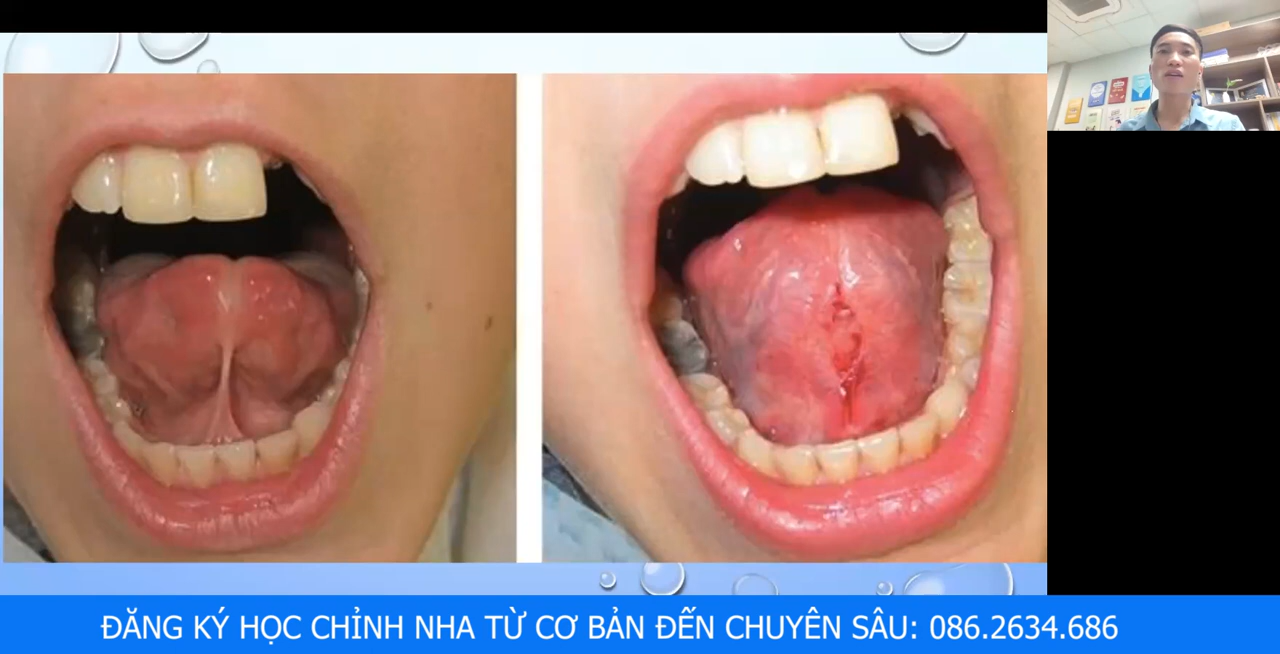 ĐĂNG KÝ HỌC CHỈNH NHA TỪ CƠ BẢN ĐẾN CHUYÊN SÂU: 086.2634.686